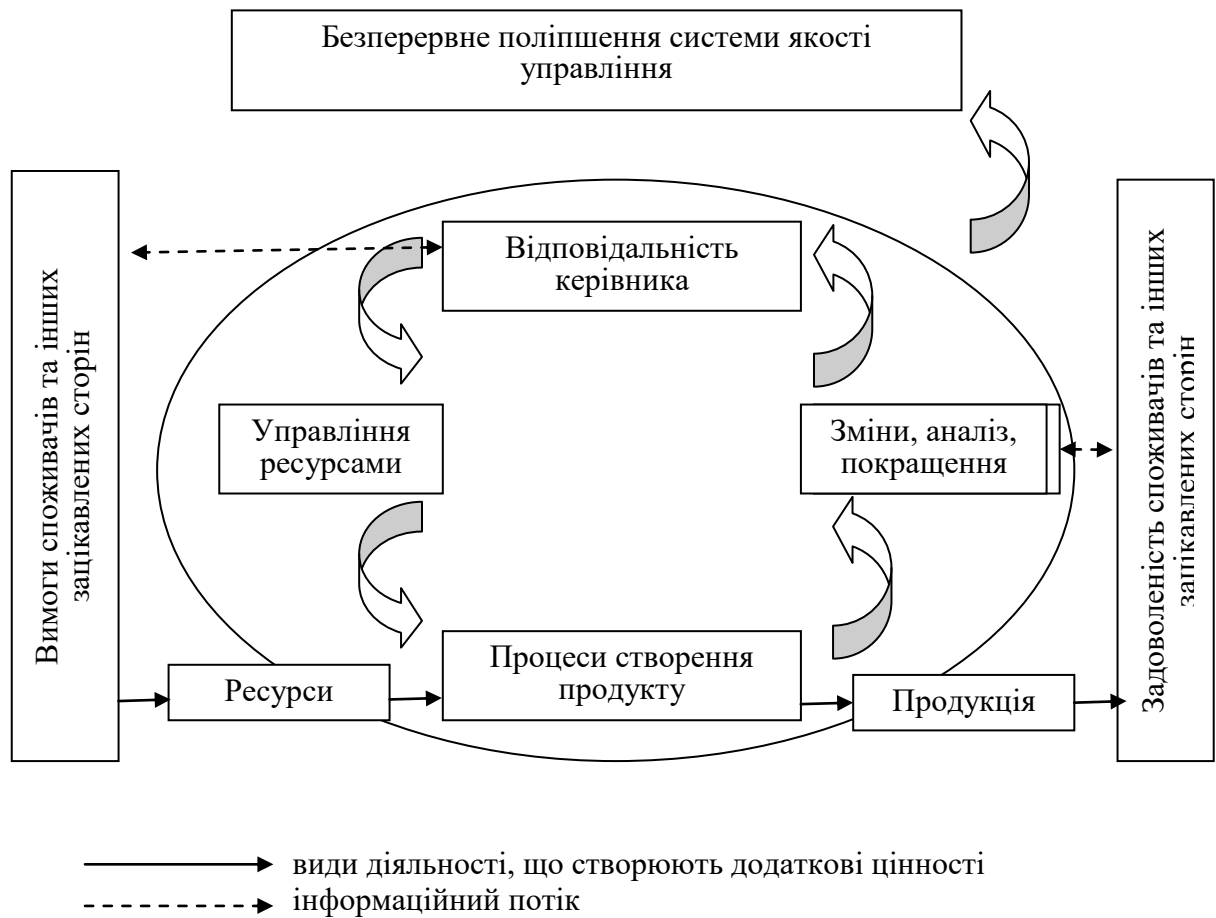 Безперервне поліпшення системи якості
управління
Вимоги споживачів та інших
зацікавлених сторін
Відповідальність
керівника
Управління
ресурсами
Зміни, аналіз,
покращення
Процеси створення
продукту
Ресурси
Продукція
Задоволеність споживачів та інших
зацікавлених сторін
види діяльності, що створюють додаткові цінності
інформаційний потік